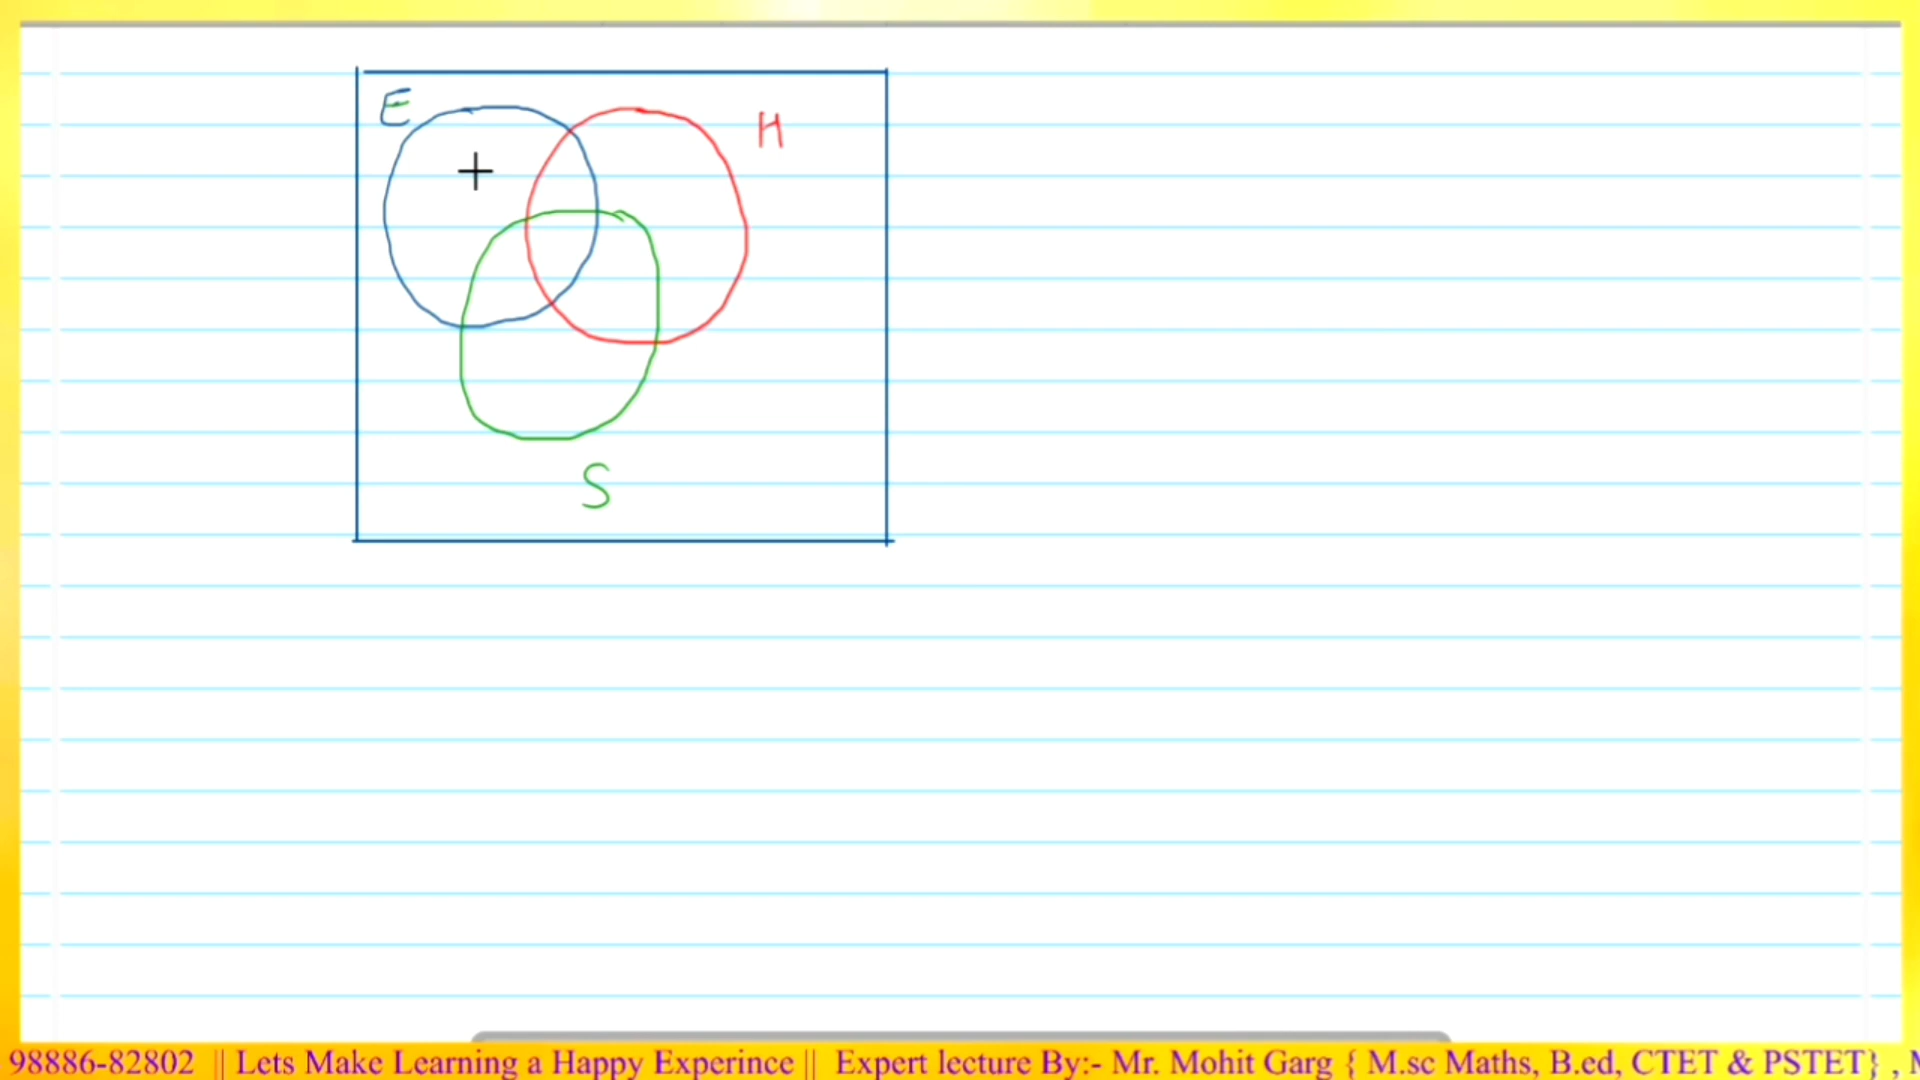 E
H
S
98886-82802 || Lets Make Learning a Happy Experince || Expert lecture By:- Mr. Mohit Garg { M.sc Maths, B.ed, CTET & PSTET} ,